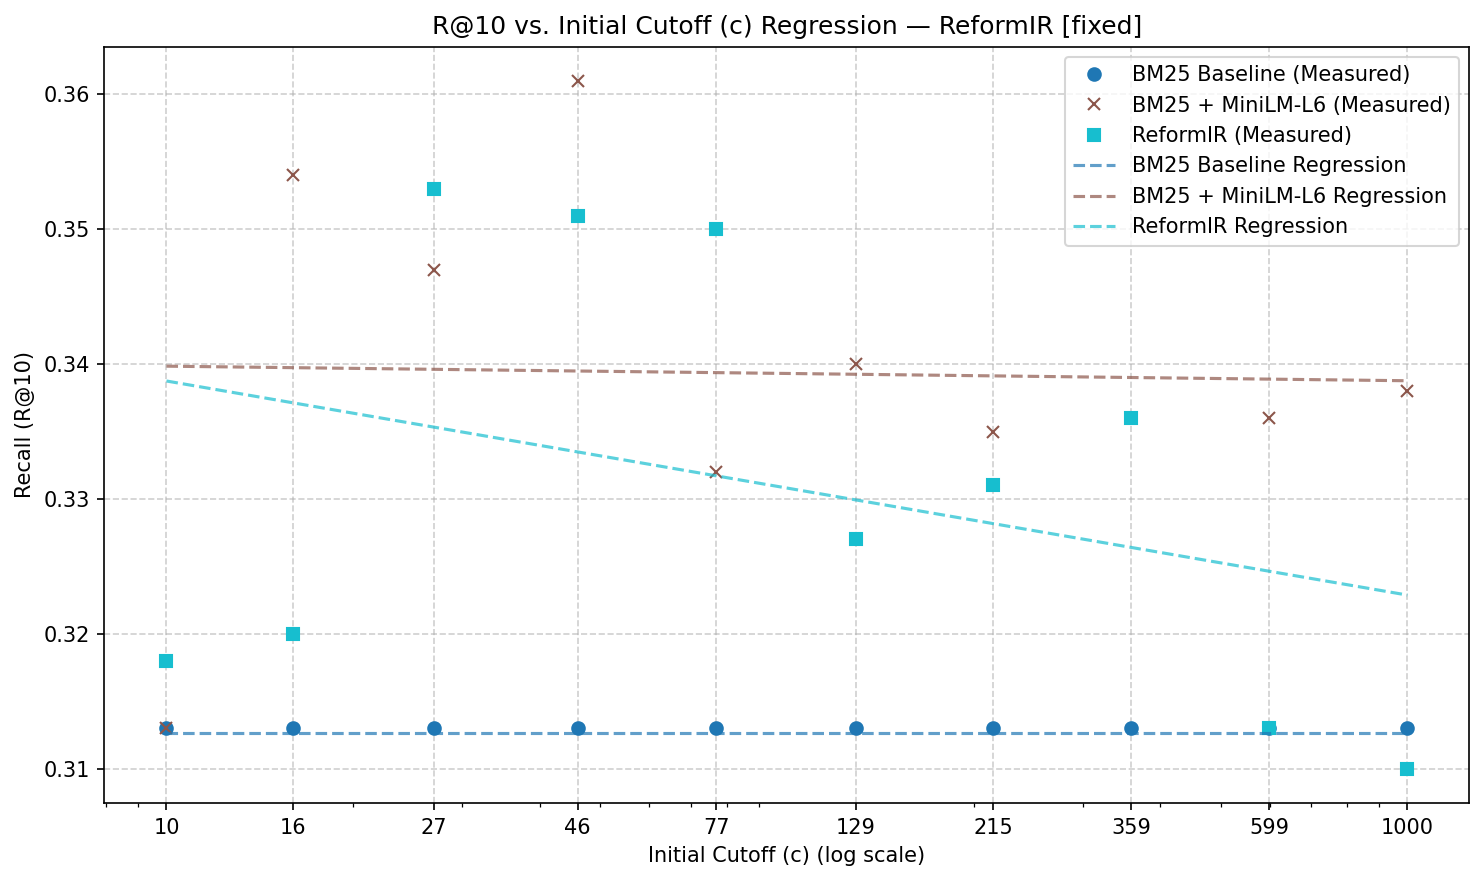 R@10 vs. Initial Cutoff (c) Regression — ReformIR [fixed]
BM25 Baseline (Measured)
BM25 + MiniLM-L6 (Measured)
ReformIR (Measured)
BM25 Baseline Regression
BM25 + MiniLM-L6 Regression
ReformIR Regression
Recall (R@10)
0.36
0.35
0.34
0.33
0.32
0.31
10 16 27 46 77 129 215 359 599 1000
Initial Cutoff (c) (log scale)